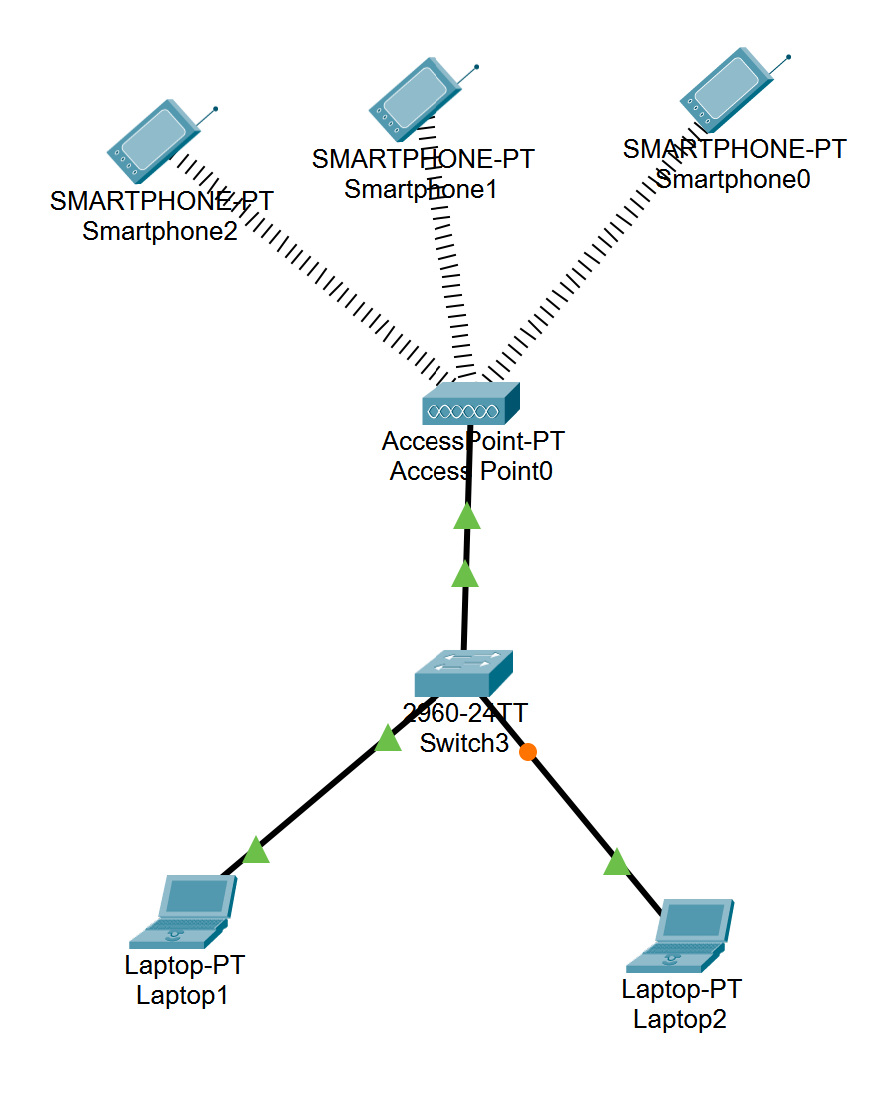 SMARTPHONE-PT
Smartphone2
SMARTPHONE-PT
Smartphone1
SMARTPHONE-PT
Smartphone0
AccessPoint-PT
Access Point0
2960-24TT
Switch3
Laptop-PT
Laptop1
Laptop-PT
Laptop2